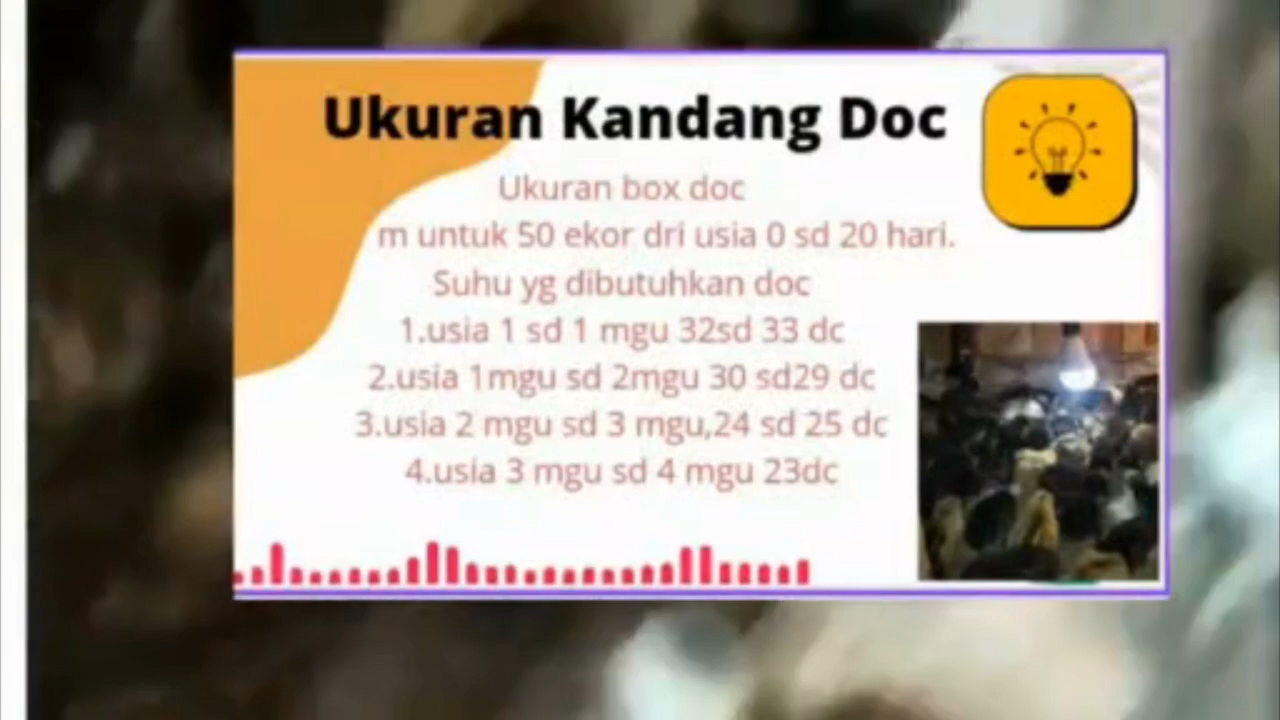 Ukuran Kandang Doc
Ukuran box doc
m untuk 50 ekor dri usia 0 sd 20 hari.
Suhu yg dibutuhkan doc
1.usia 1 sd 1 mgu 32sd 33 dc
2.usia 1mgu sd 2mgu 30 sd29 dc
3.usia 2 mgu sd 3 mgu,24 sd 25 dc
4.usia 3 mgu sd 4 mgu 23dc